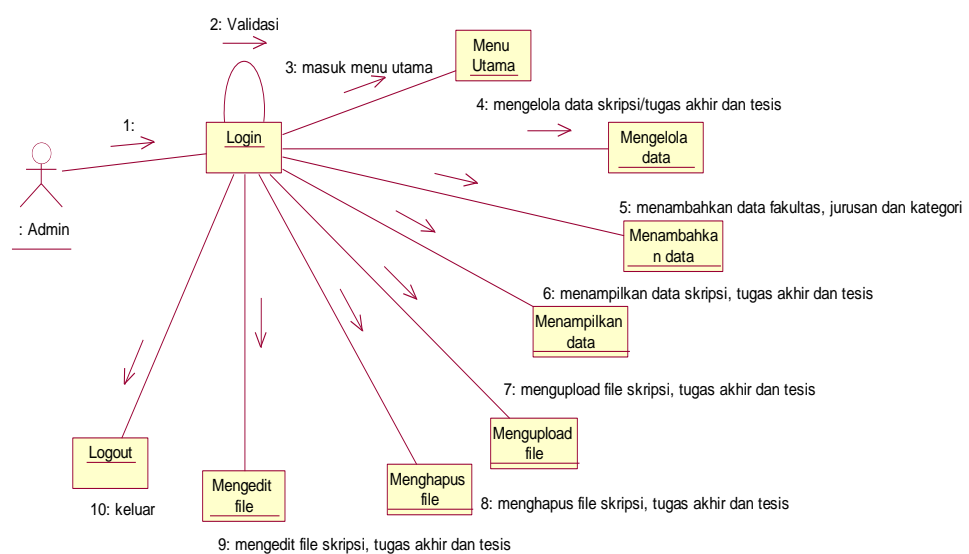 2: Validasi
3: masuk menu utama
Menu
Utama
4: mengelola data skripsi/tugas akhir dan tesis
1:
Login
Mengelola
data
: Admin
5: menambahkan data fakultas, jurusan dan kategori
Menambahka
n data
6: menampilkan data skripsi, tugas akhir dan tesis
Menampilkan
data
7: mengupload file skripsi, tugas akhir dan tesis
Mengupload
file
Logout
Mengedit
file
Menghapus
file
8: menghapus file skripsi, tugas akhir dan tesis
10: keluar
9: mengedit file skripsi, tugas akhir dan tesis